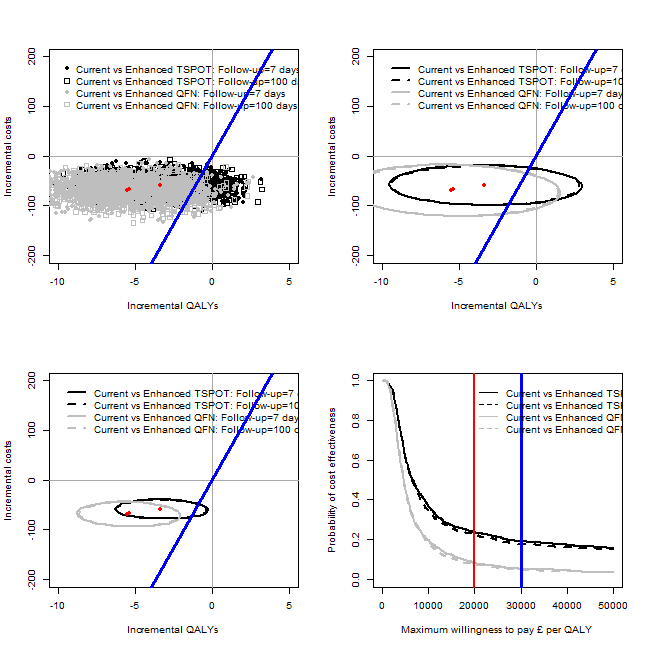 200
100
0
-100
-200
Incremental costs
Current vs Enhanced TSPOT: Follow-up=7 days
Current vs Enhanced TSPOT: Follow-up=100 days
Current vs Enhanced QFN: Follow-up=7 days
Current vs Enhanced QFN: Follow-up=100 days
-10
-5
0
5
Incremental QALYs
200
100
0
-100
-200
Incremental costs
Current vs Enhanced TSPOT: Follow-up=7
Current vs Enhanced TSPOT: Follow-up=10
Current vs Enhanced QFN: Follow-up=7 day
Current vs Enhanced QFN: Follow-up=100 d
-10
-5
0
5
Incremental QALYs
200
100
0
-100
-200
Incremental costs
Current vs Enhanced TSPOT: Follow-up=7
Current vs Enhanced TSPOT: Follow-up=10
Current vs Enhanced QFN: Follow-up=7 day
Current vs Enhanced QFN: Follow-up=100 d
-10
-5
0
5
Incremental QALYs
1.0
0.8
0.6
0.4
0.2
0.0
Probability of cost effectiveness
Current vs Enhanced TSP
Current vs Enhanced TSP
Current vs Enhanced QFN
Current vs Enhanced QFN
0
10000
20000
30000
40000
50000
Maximum willingness to pay £ per QALY